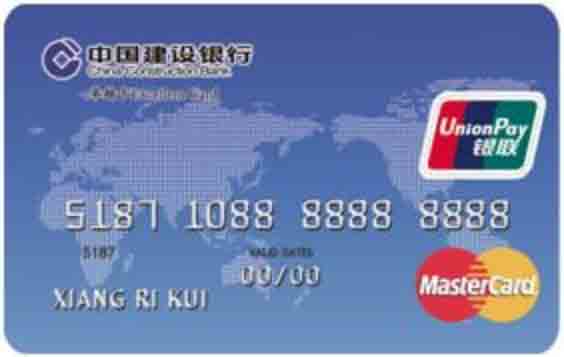 中国建设银行
China Construction Bank
Card
UnionPay
银联
5187 1088 8888 8888
5187
VALID DATES
00/00
XIANG RI KUI
MasterCard